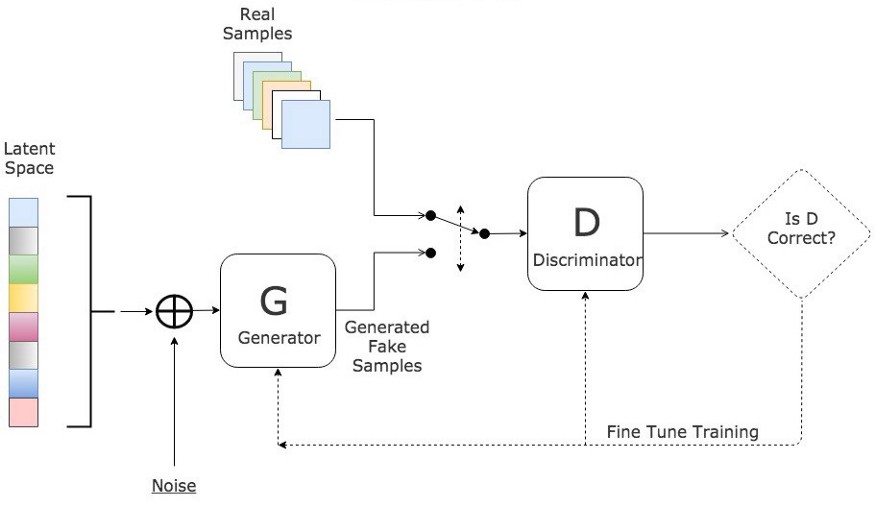 Real
Samples
Latent
Space
G
Generator
Generated
Fake
Samples
D
Discriminator
Is D
Correct?
Fine Tune Training
Noise